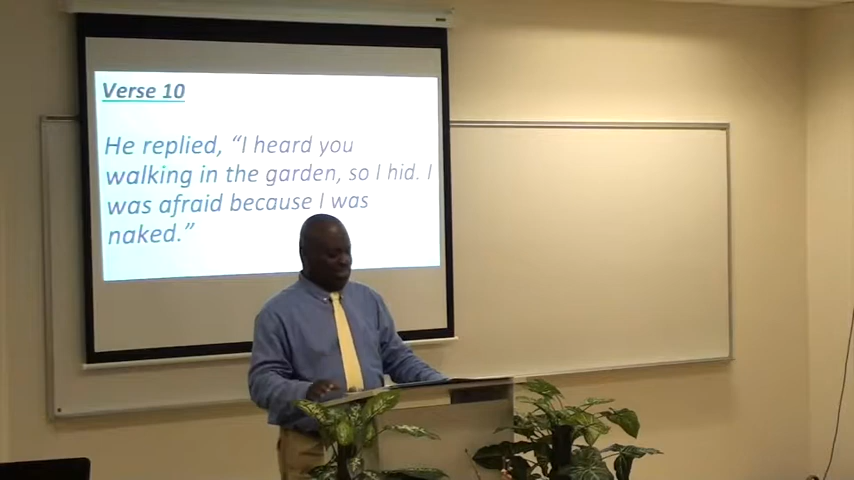 Verse 10
He replied, “I heard you
walking in the garden, so I hid. I
was afraid because I was
naked.”